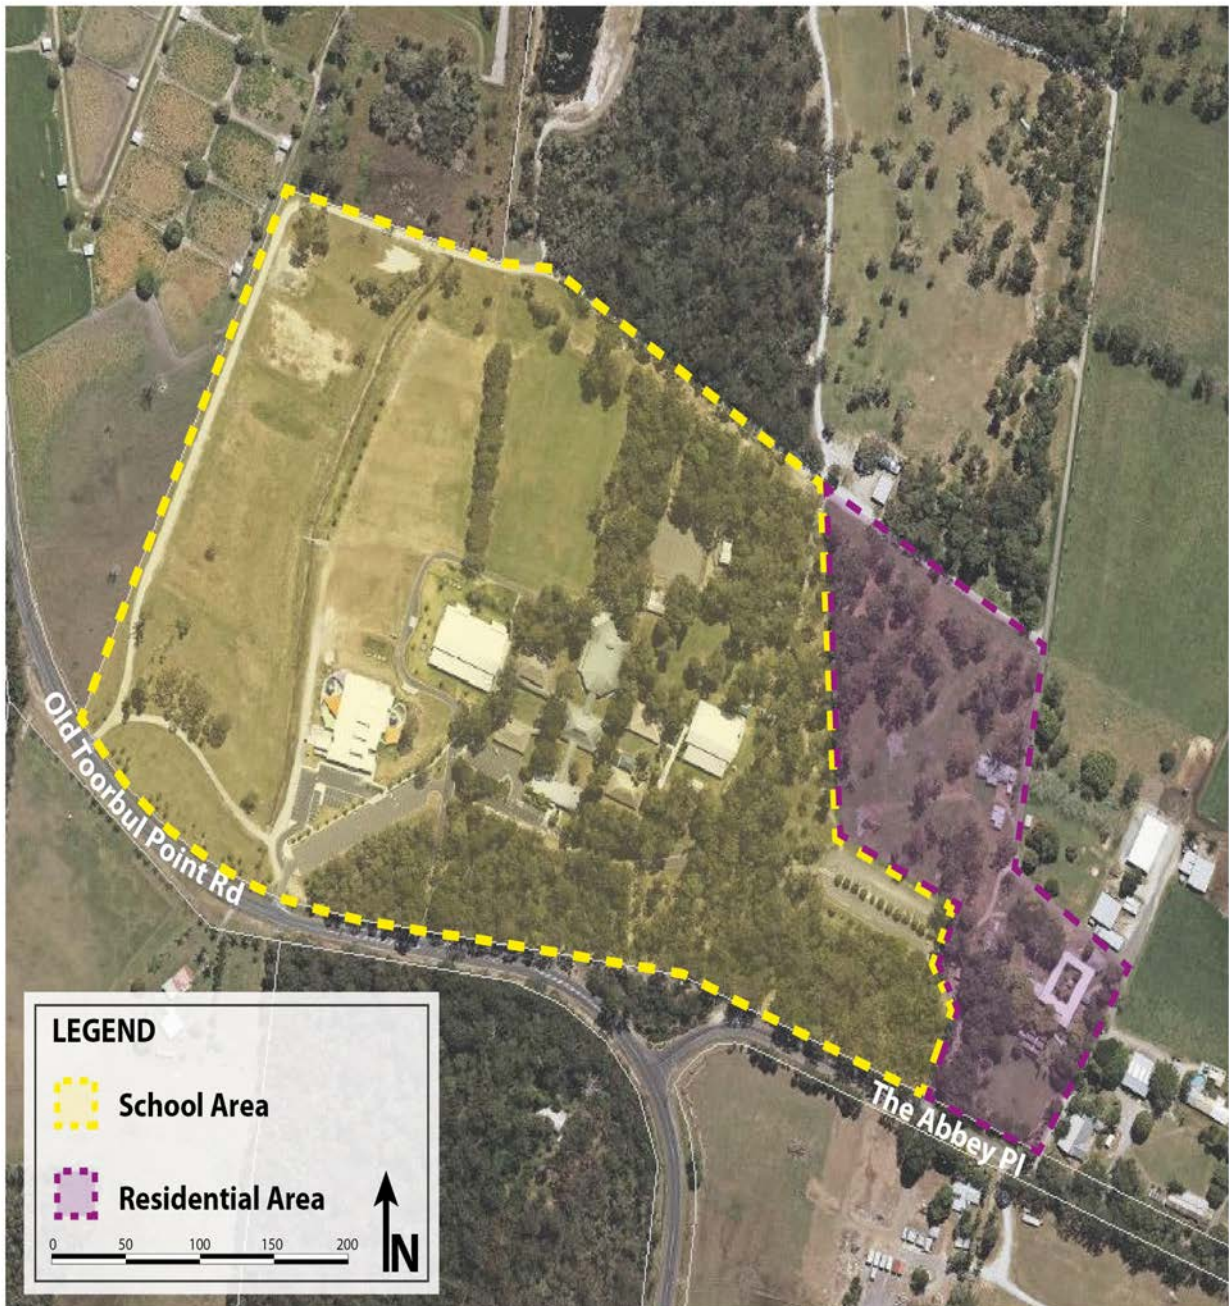 Old Toorbul Point Rd
The Abbey Pl
LEGEND
School Area
Residential Area
0 50 100 150 200
N